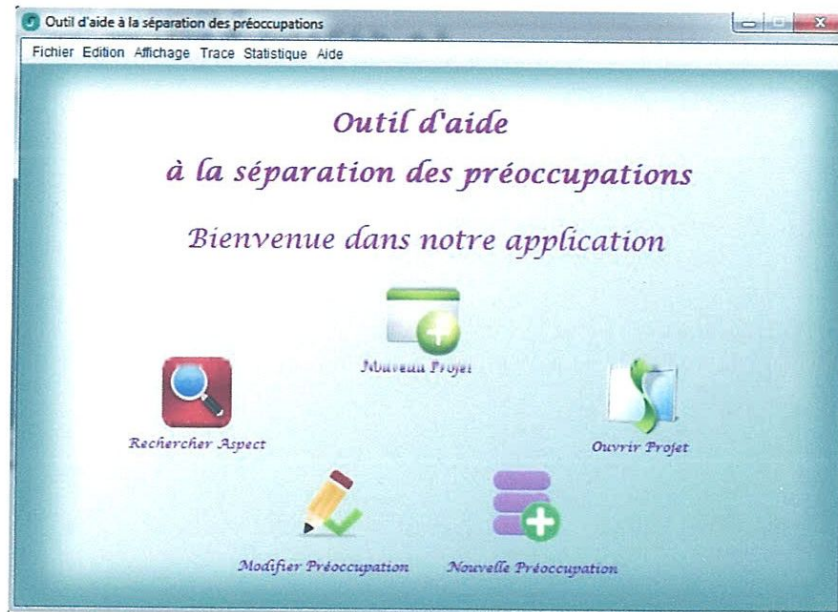 Outil d'aide à la séparation des préoccupations
Fichier Edition Affichage Trace Statistique Aide
Outil d'aide
à la séparation des préoccupations
Bienvenue dans notre application
Nouveau Projet
Rechercher Aspect
Ouvrir Projet
Modifier Préoccupation
Nouvelle Préoccupation